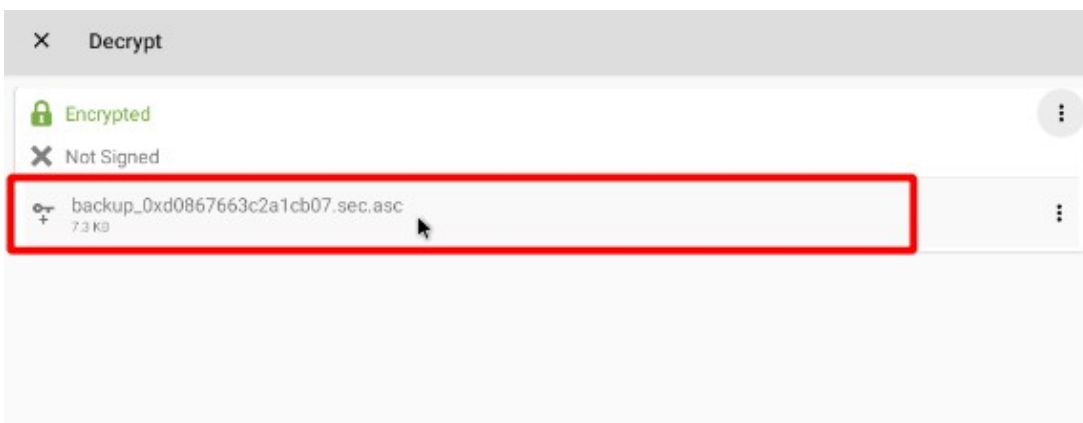 Decrypt
Encrypted
Not Signed
backup_0xd0867663c2a1cb07.sec.asc
7.3 KB